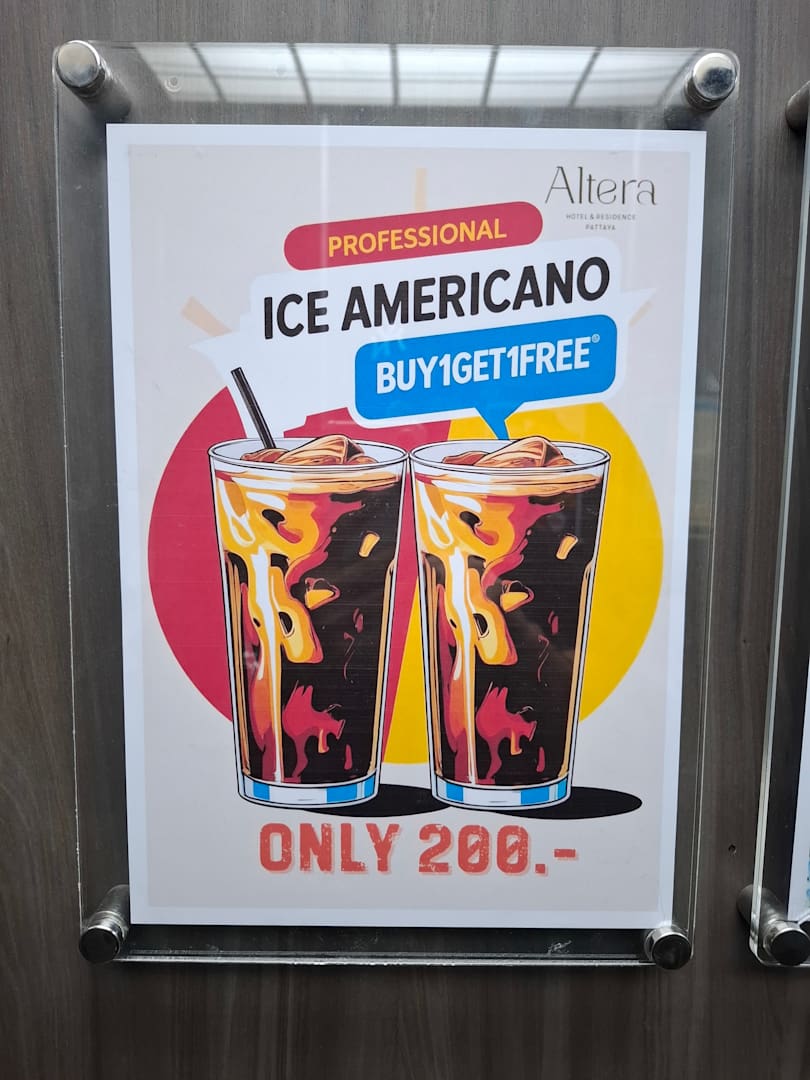 Altera
HOTEL & RESIDENCE
PATTAYA
PROFESSIONAL
ICE AMERICANO
BUY1GET1FREE®
ONLY 200.-